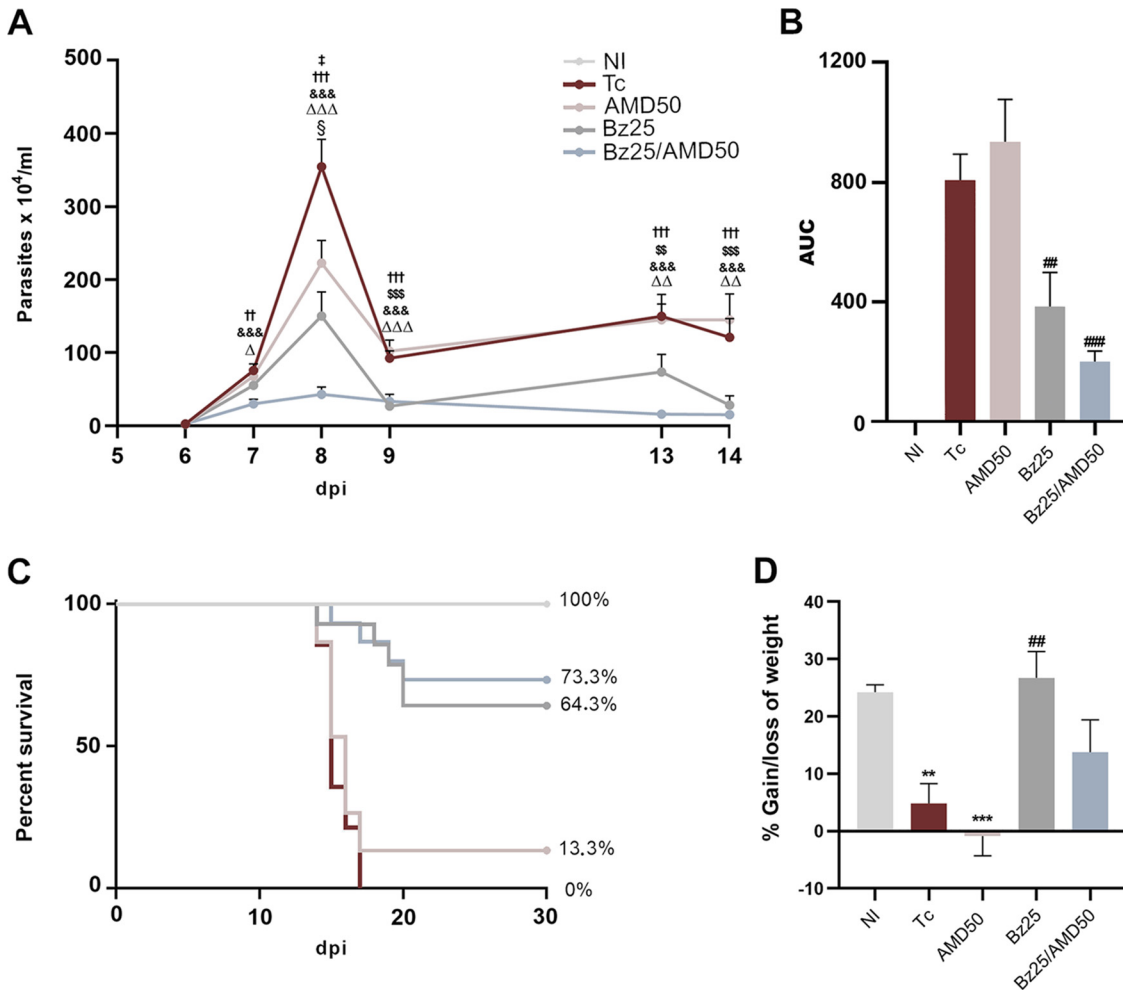 A
500
400
300
200
100
0
Parasites x 10⁴/ml
5
6
7
8
9
13
14
dpi
††
&&&
Δ
‡
†††
&&&
ΔΔΔ
§
†††
$$$
&&&
ΔΔΔ
†††
$$
&&&
ΔΔ
†††
$$$
&&&
ΔΔ
NI
Tc
AMD50
Bz25
Bz25/AMD50
B
1200
800
400
0
AUC
##
###
NI
Tc
AMD50
Bz25
Bz25/AMD50
C
100
50
0
Percent survival
0
10
20
30
dpi
100%
73.3%
64.3%
13.3%
0%
D
40
30
20
10
0
-10
% Gain/loss of weight
**
***
##
NI
Tc
AMD50
Bz25
Bz25/AMD50